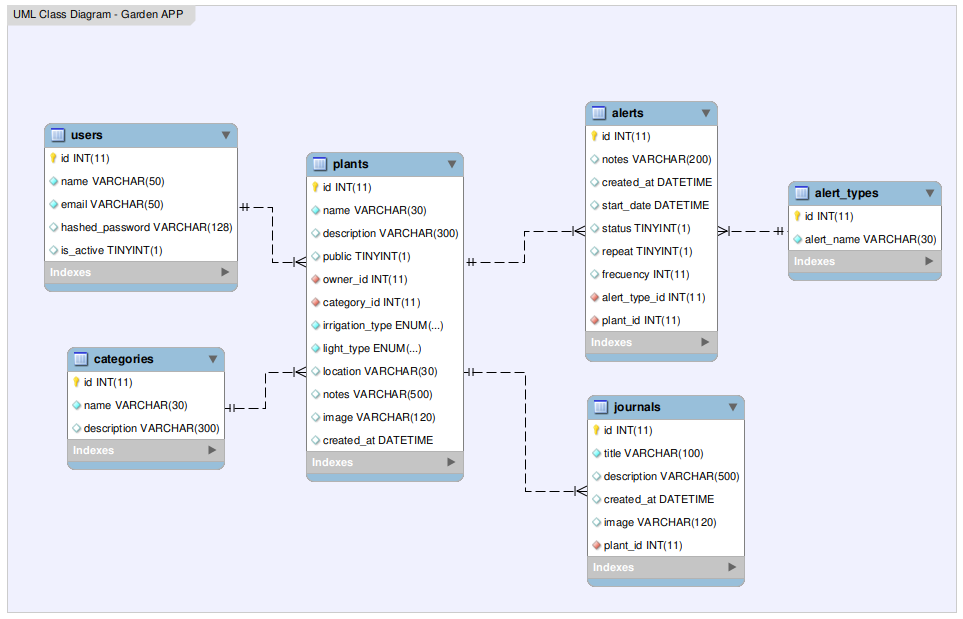 UML Class Diagram - Garden APP
users
id INT(11)
name VARCHAR(50)
email VARCHAR(50)
hashed_password VARCHAR(128)
is_active TINYINT(1)
Indexes
categories
id INT(11)
name VARCHAR(30)
description VARCHAR(300)
Indexes
plants
id INT(11)
name VARCHAR(30)
description VARCHAR(300)
public TINYINT(1)
owner_id INT(11)
category_id INT(11)
irrigation_type ENUM(...)
light_type ENUM(...)
location VARCHAR(30)
notes VARCHAR(500)
image VARCHAR(120)
created_at DATETIME
Indexes
alerts
id INT(11)
notes VARCHAR(200)
created_at DATETIME
start_date DATETIME
status TINYINT(1)
repeat TINYINT(1)
frecuency INT(11)
alert_type_id INT(11)
plant_id INT(11)
Indexes
alert_types
id INT(11)
alert_name VARCHAR(30)
Indexes
journals
id INT(11)
title VARCHAR(100)
description VARCHAR(500)
created_at DATETIME
image VARCHAR(120)
plant_id INT(11)
Indexes